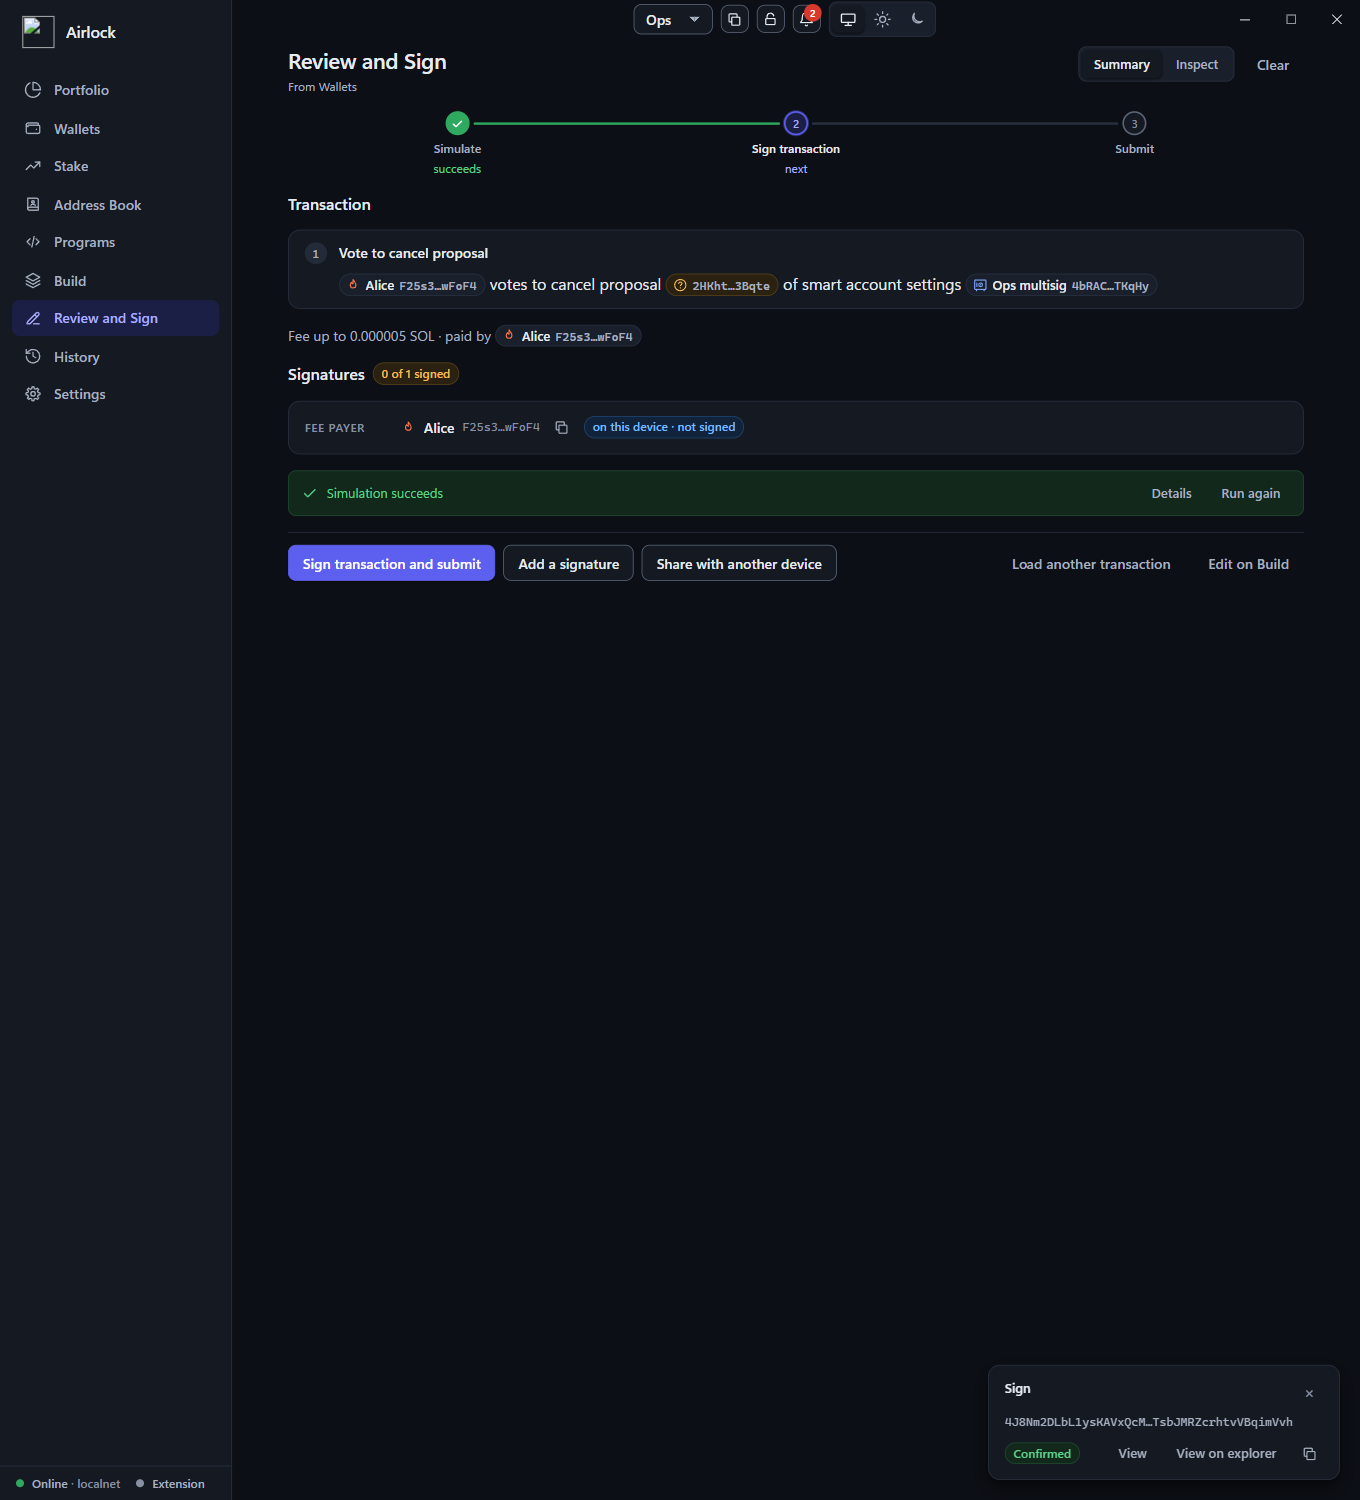 Airlock
Ops
2
Portfolio
Wallets
Stake
Address Book
Programs
Build
Review and Sign
History
Settings
Review and Sign
From Wallets
Summary
Inspect
Clear
2
3
Simulate
Sign transaction
Submit
succeeds
next
Transaction
1
Vote to cancel proposal
Alice F25s3…wFoF4 votes to cancel proposal 2HKht…3Bqte of smart account settings Ops multisig 4bRAC…TKqHy
Fee up to 0.000005 SOL · paid by Alice F25s3…wFoF4
Signatures 0 of 1 signed
FEE PAYER Alice F25s3…wFoF4 on this device · not signed
Simulation succeeds
Details
Run again
Sign transaction and submit
Add a signature
Share with another device
Load another transaction
Edit on Build
Sign
×
4J8Nm2DLbL1ysKAVxQcM…TsbJMRZcrhtvVBqimVvh
Confirmed
View
View on explorer
Online · localnet
Extension